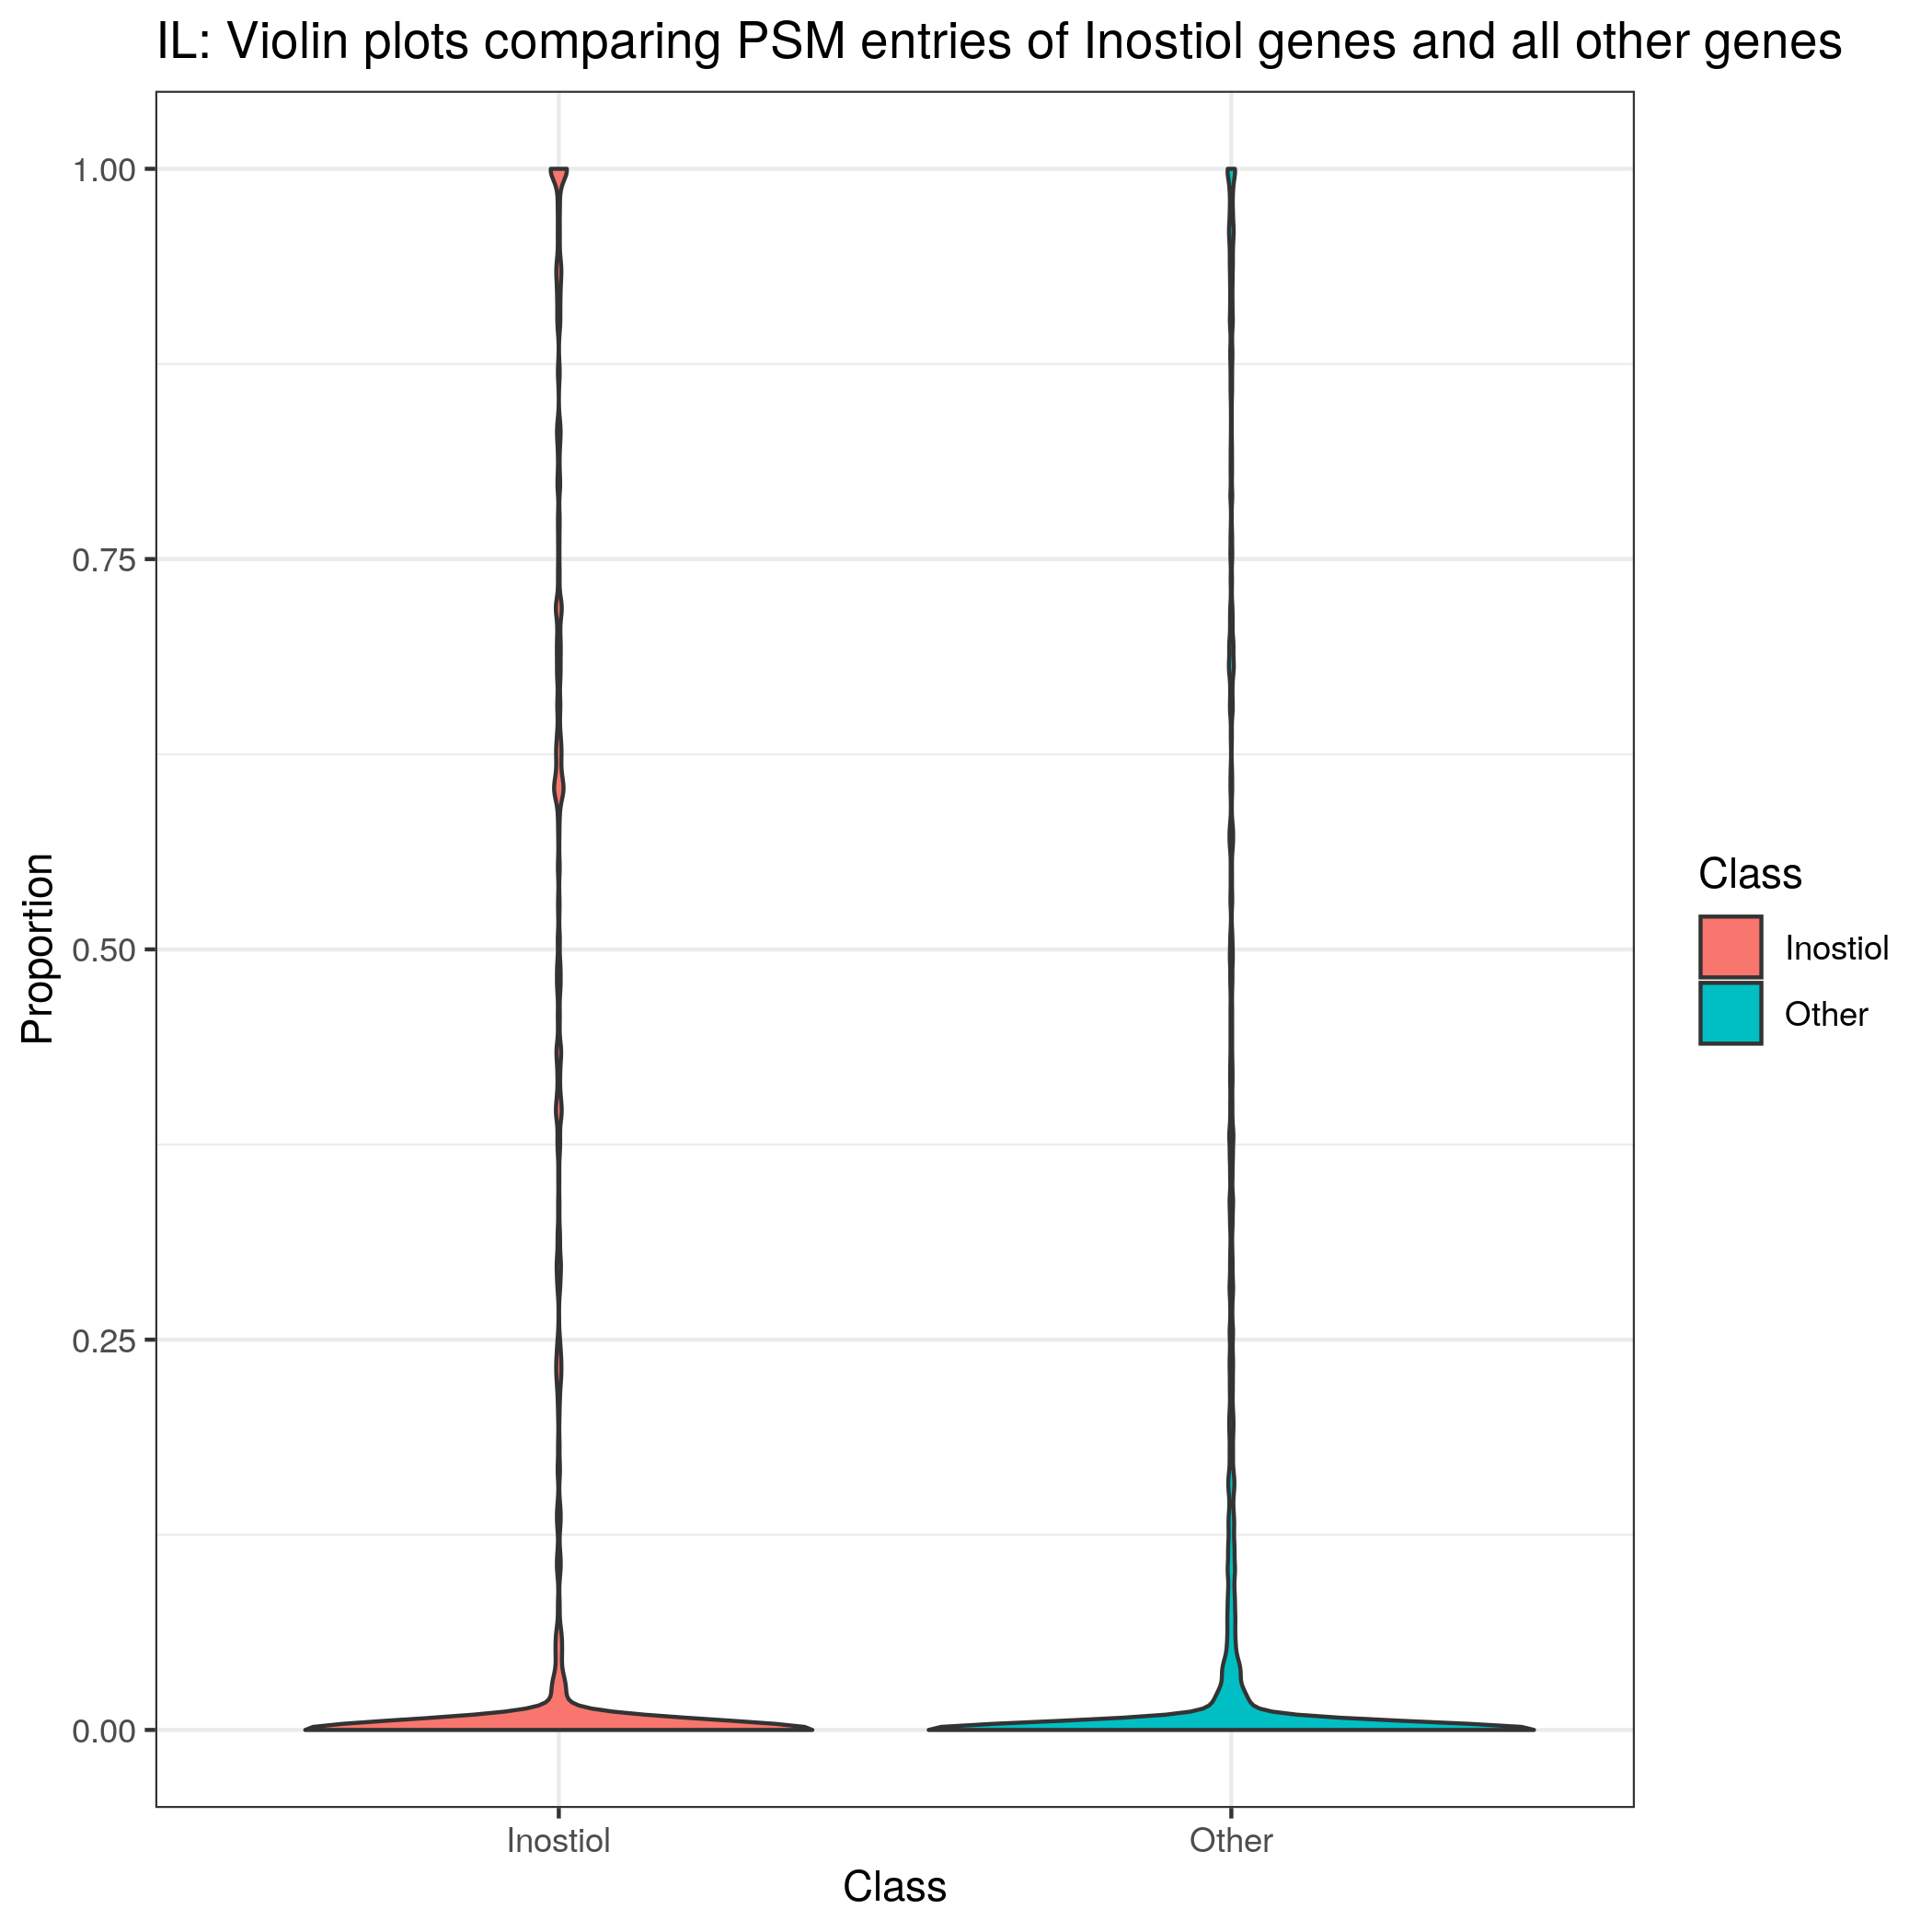 IL: Violin plots comparing PSM entries of Inostiol genes and all other genes
1.00
0.75
0.50
0.25
0.00
Proportion
Inostiol
Other
Class
Class
Inostiol
Other